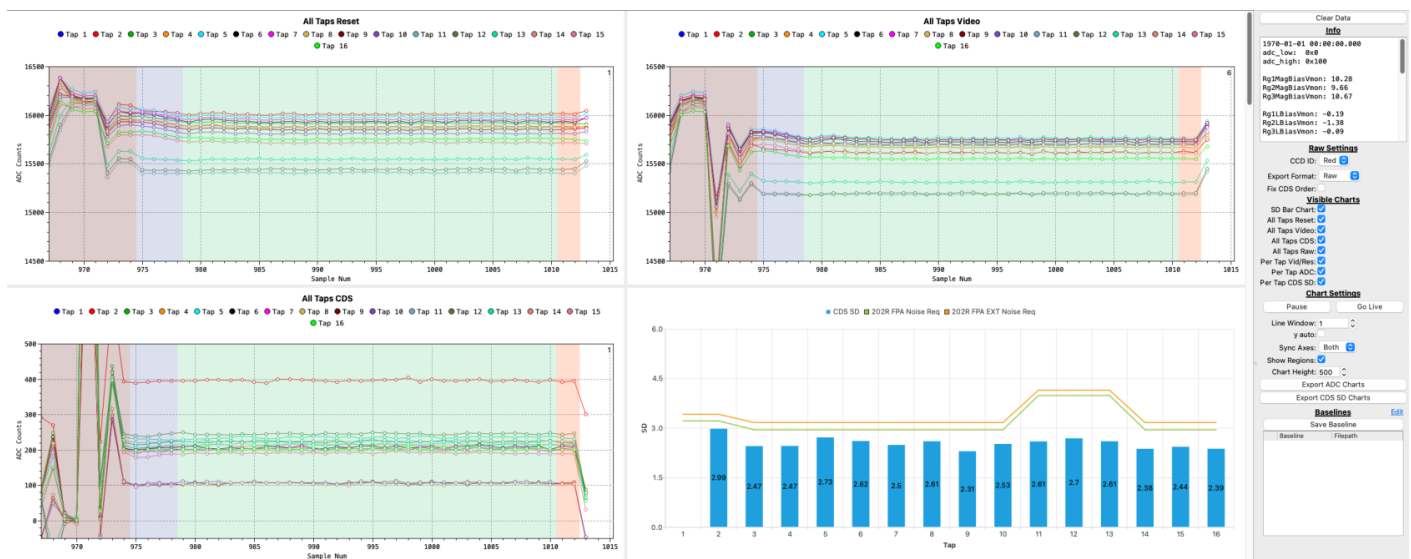 All Taps Reset
Tap 1 Tap 2 Tap 3 Tap 4 Tap 5 Tap 6 Tap 7 Tap 8 Tap 9 Tap 10 Tap 11 Tap 12 Tap 13 Tap 14 Tap 15
Tap 16
16500
16000
15500
15000
14500
ADC Counts
1
970 975 980 985 990 995 1000 1005 1010 1015
Sample Num
All Taps Video
Tap 1 Tap 2 Tap 3 Tap 4 Tap 5 Tap 6 Tap 7 Tap 8 Tap 9 Tap 10 Tap 11 Tap 12 Tap 13 Tap 14 Tap 15
Tap 16
16500
16000
15500
15000
14500
ADC Counts
6
970 975 980 985 990 995 1000 1005 1010 1015
Sample Num
All Taps CDS
Tap 1 Tap 2 Tap 3 Tap 4 Tap 5 Tap 6 Tap 7 Tap 8 Tap 9 Tap 10 Tap 11 Tap 12 Tap 13 Tap 14 Tap 15
Tap 16
500
400
300
200
100
0
ADC Counts
1
970 975 980 985 990 995 1000 1005 1010 1015
Sample Num
CDS SD 202R FPA Noise Req 202R FPA EXT Noise Req
6.0
4.5
3.0
1.5
0.0
SD
2.99 2.47 2.47 2.73 2.62 2.5 2.61 2.31 2.53 2.61 2.7 2.61 2.38 2.44 2.39
1 2 3 4 5 6 7 8 9 10 11 12 13 14 15 16
Tap
Clear Data
Info
1970-01-01 00:00:00.000
adc_low: 0x0
adc_high: 0x100
Rg1MagBiasVmon: 10.28
Rg2MagBiasVmon: 9.66
Rg3MagBiasVmon: 10.67
Rg1LBiasVmon: -0.19
Rg2LBiasVmon: -1.38
Rg3LBiasVmon: -0.09
Raw Settings
CCD ID: Red
Export Format: Raw
Fix CDS Order:
Visible Charts
SD Bar Chart:
All Taps Reset:
All Taps Video:
All Taps CDS:
All Taps Raw:
Per Tap Vid/Res:
Per Tap ADC:
Per Tap CDS SD:
Chart Settings
Pause Go Live
Line Window: 1
y auto:
Sync Axes: Both
Show Regions:
Chart Height: 500
Export ADC Charts
Export CDS SD Charts
Baselines Edit
Save Baseline
Baseline Filepath